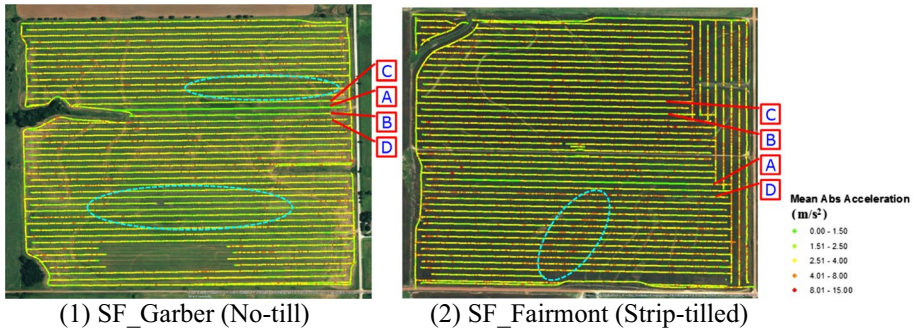 C
A
B
D
C
B
A
D
Mean Abs Acceleration
(m/s²)
0.00 - 1.50
1.51 - 2.50
2.51 - 4.00
4.01 - 8.00
8.01 - 15.00
(1) SF_Garber (No-till)
(2) SF_Fairmont (Strip-tilled)